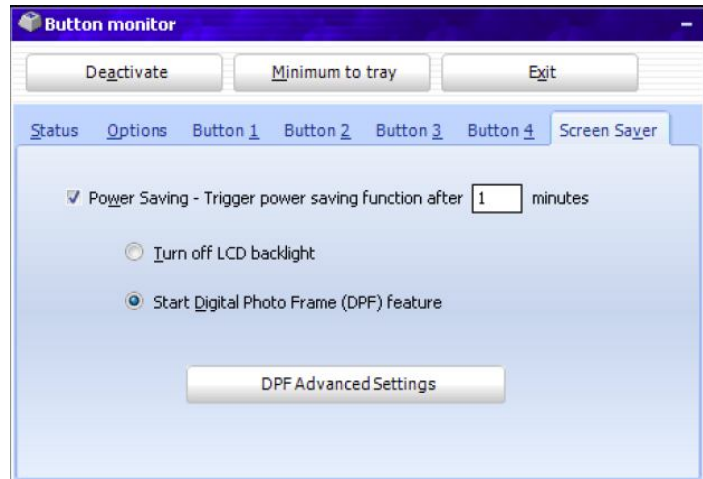 Button monitor
Deactivate Minimum to tray Exit
Status Options Button 1 Button 2 Button 3 Button 4 Screen Saver
Power Saving - Trigger power saving function after 1 minutes
Turn off LCD backlight
Start Digital Photo Frame (DPF) feature
DPF Advanced Settings